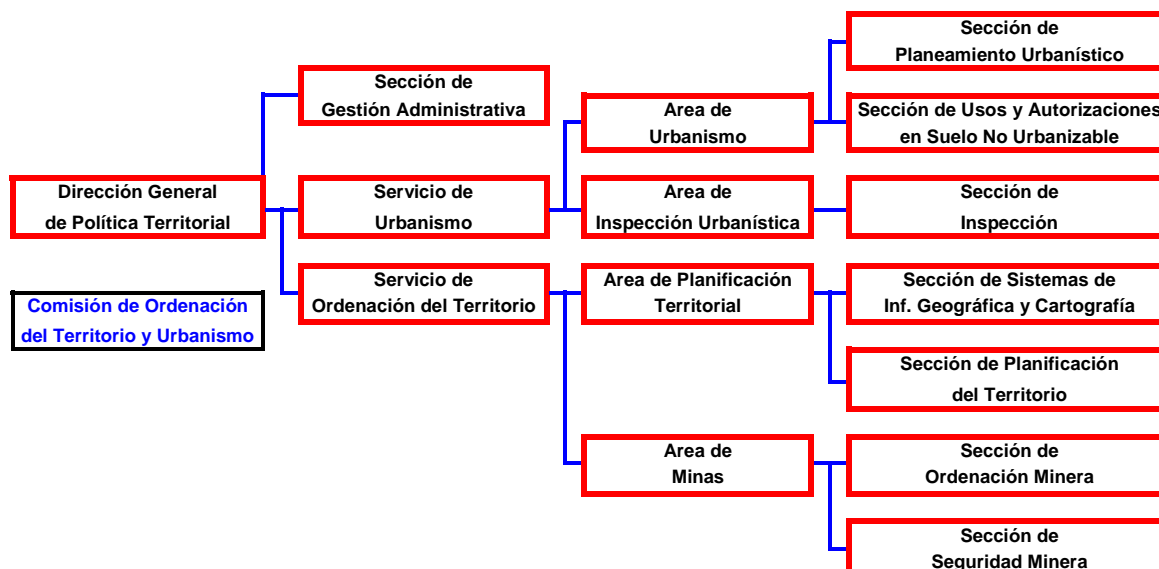 Sección de
Planeamiento Urbanístico
Sección de
Gestión Administrativa
Area de
Urbanismo
Sección de Usos y Autorizaciones
en Suelo No Urbanizable
Dirección General
de Política Territorial
Servicio de
Urbanismo
Area de
Inspección Urbanística
Sección de
Inspección
Servicio de
Ordenación del Territorio
Area de Planificación
Territorial
Sección de Sistemas de
Inf. Geográfica y Cartografía
Comisión de Ordenación
del Territorio y Urbanismo
Sección de Planificación
del Territorio
Area de
Minas
Sección de
Ordenación Minera
Sección de
Seguridad Minera